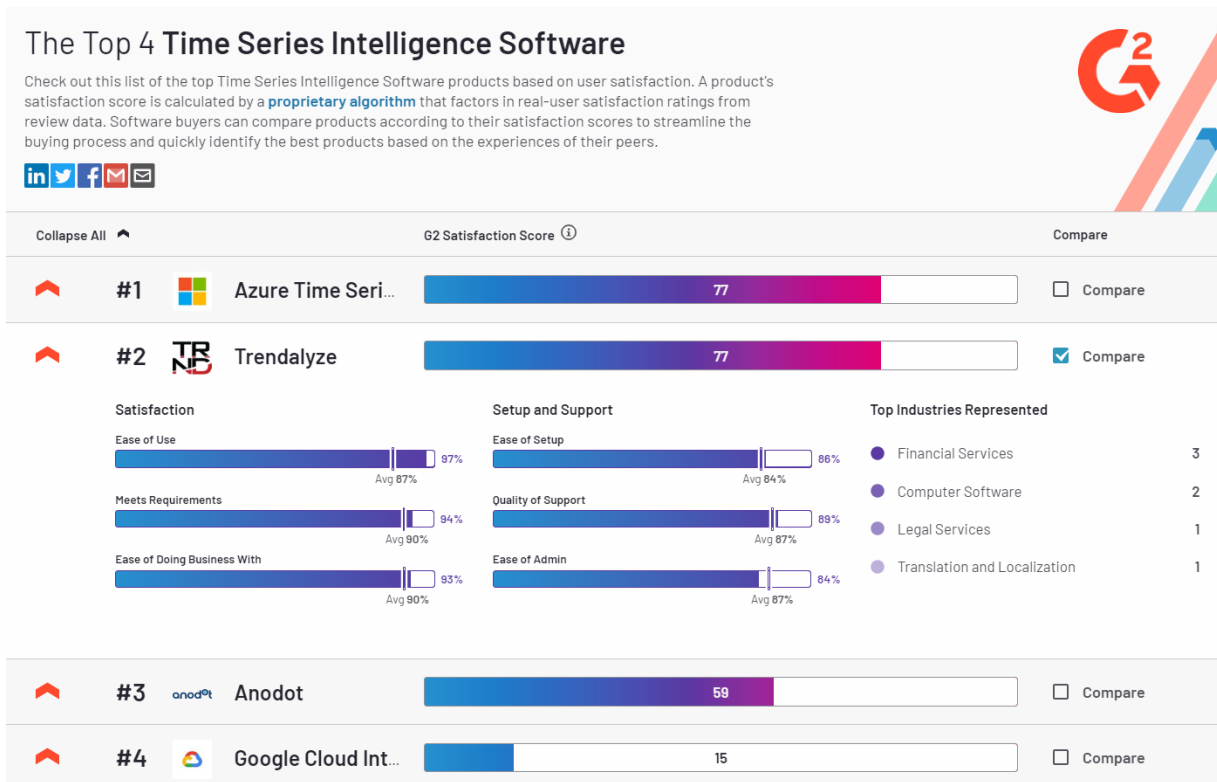 The Top 4 Time Series Intelligence Software
Check out this list of the top Time Series Intelligence Software products based on user satisfaction. A product's
satisfaction score is calculated by a proprietary algorithm that factors in real-user satisfaction ratings from
review data. Software buyers can compare products according to their satisfaction scores to streamline the
buying process and quickly identify the best products based on the experiences of their peers.
G2
in f M
Collapse All G2 Satisfaction Score i Compare
#1 Azure Time Seri... 77 Compare
#2 TRND Trendalyze 77 Compare
Satisfaction
Ease of Use
97%
Avg 87%
Meets Requirements
94%
Avg 90%
Ease of Doing Business With
93%
Avg 90%
Setup and Support
Ease of Setup
86%
Avg 84%
Quality of Support
89%
Avg 87%
Ease of Admin
84%
Avg 87%
Top Industries Represented
Financial Services 3
Computer Software 2
Legal Services 1
Translation and Localization 1
#3 anodot Anodot 59 Compare
#4 Google Cloud Int... 15 Compare